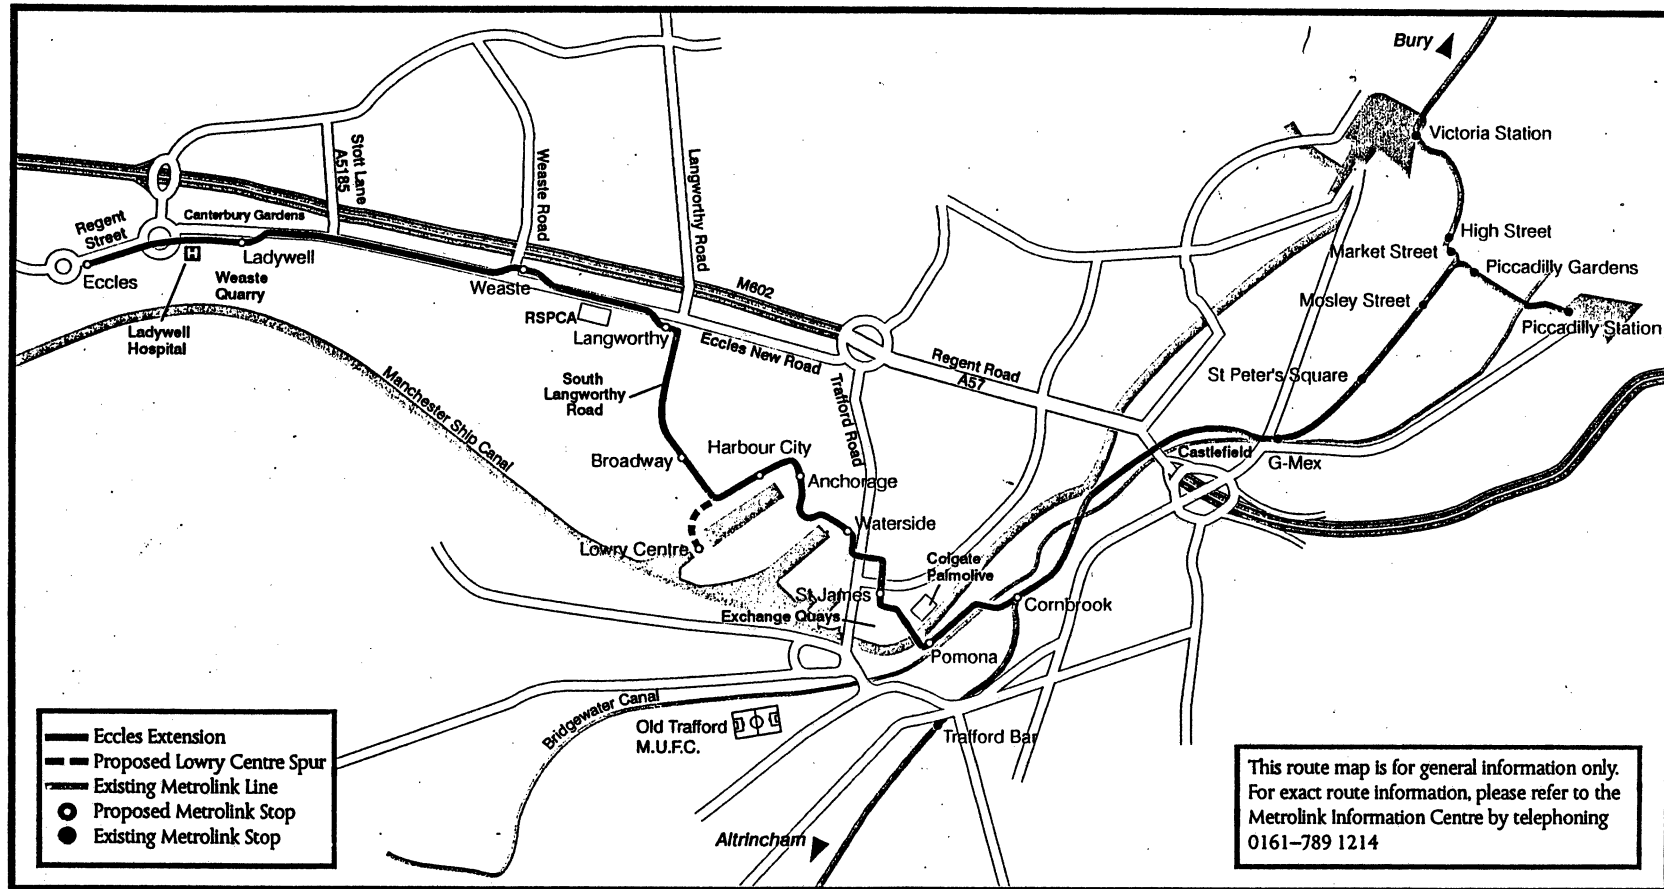 Bury
Victoria Station
Stott Lane
A5185
Weaste Road
Langworthy Road
Regent
Street
Canterbury Gardens
H
Eccles
Ladywell
Weaste
Quarry
Ladywell
Hospital
Weaste
RSPCA
Langworthy
M602
Eccles New Road
Regent Road
A57
Trafford Road
High Street
Market Street
Piccadilly Gardens
Mosley Street
Piccadilly Station
St Peter's Square
South
Langworthy
Road
Manchester Ship Canal
Broadway
Harbour City
Anchorage
Castlefield
G-Mex
Waterside
Lowry Centre
Colgate
Palmolive
St James
Exchange Quays
Cornbrook
Pomona
Bridgewater Canal
Old Trafford
M.U.F.C.
Trafford Bar
Altrincham
Eccles Extension
Proposed Lowry Centre Spur
Existing Metrolink Line
Proposed Metrolink Stop
Existing Metrolink Stop
This route map is for general information only.
For exact route information, please refer to the
Metrolink Information Centre by telephoning
0161–789 1214